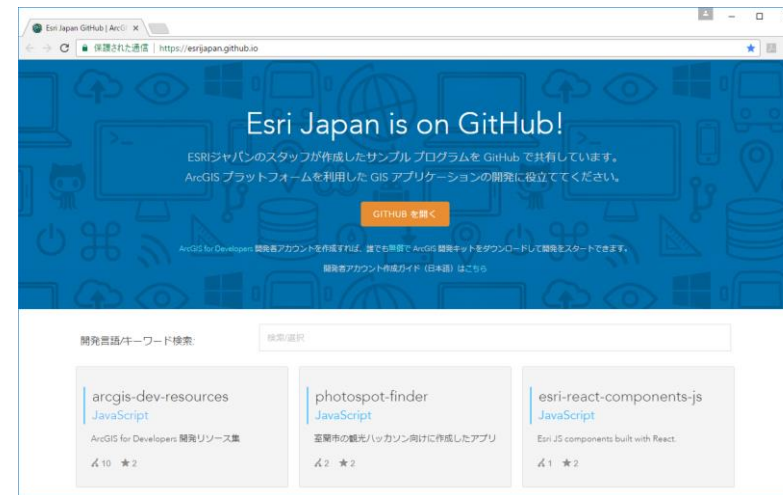 Esri Japan GitHub | ArcG
保護された通信 | https://esrijapan.github.io
Esri Japan is on GitHub!
ESRIジャパンのスタッフが作成したサンプル プログラムを GitHub で共有しています。
ArcGIS プラットフォームを利用した GIS アプリケーションの開発に役立ててください。
GITHUB を開く
ArcGIS for Developers 開発者アカウントを作成すれば、誰でも無償で ArcGIS 開発キットをダウンロードして開発をスタートできます。
開発者アカウント作成ガイド（日本語）はこちら
開発言語/キーワード検索:
検索/選択
arcgis-dev-resources
JavaScript
ArcGIS for Developers 開発リソース集
10 ★2
photospot-finder
JavaScript
室蘭市の観光ハッカソン向けに作成したアプリ
2 ★2
esri-react-components-js
JavaScript
Esri JS components built with React.
1 ★2